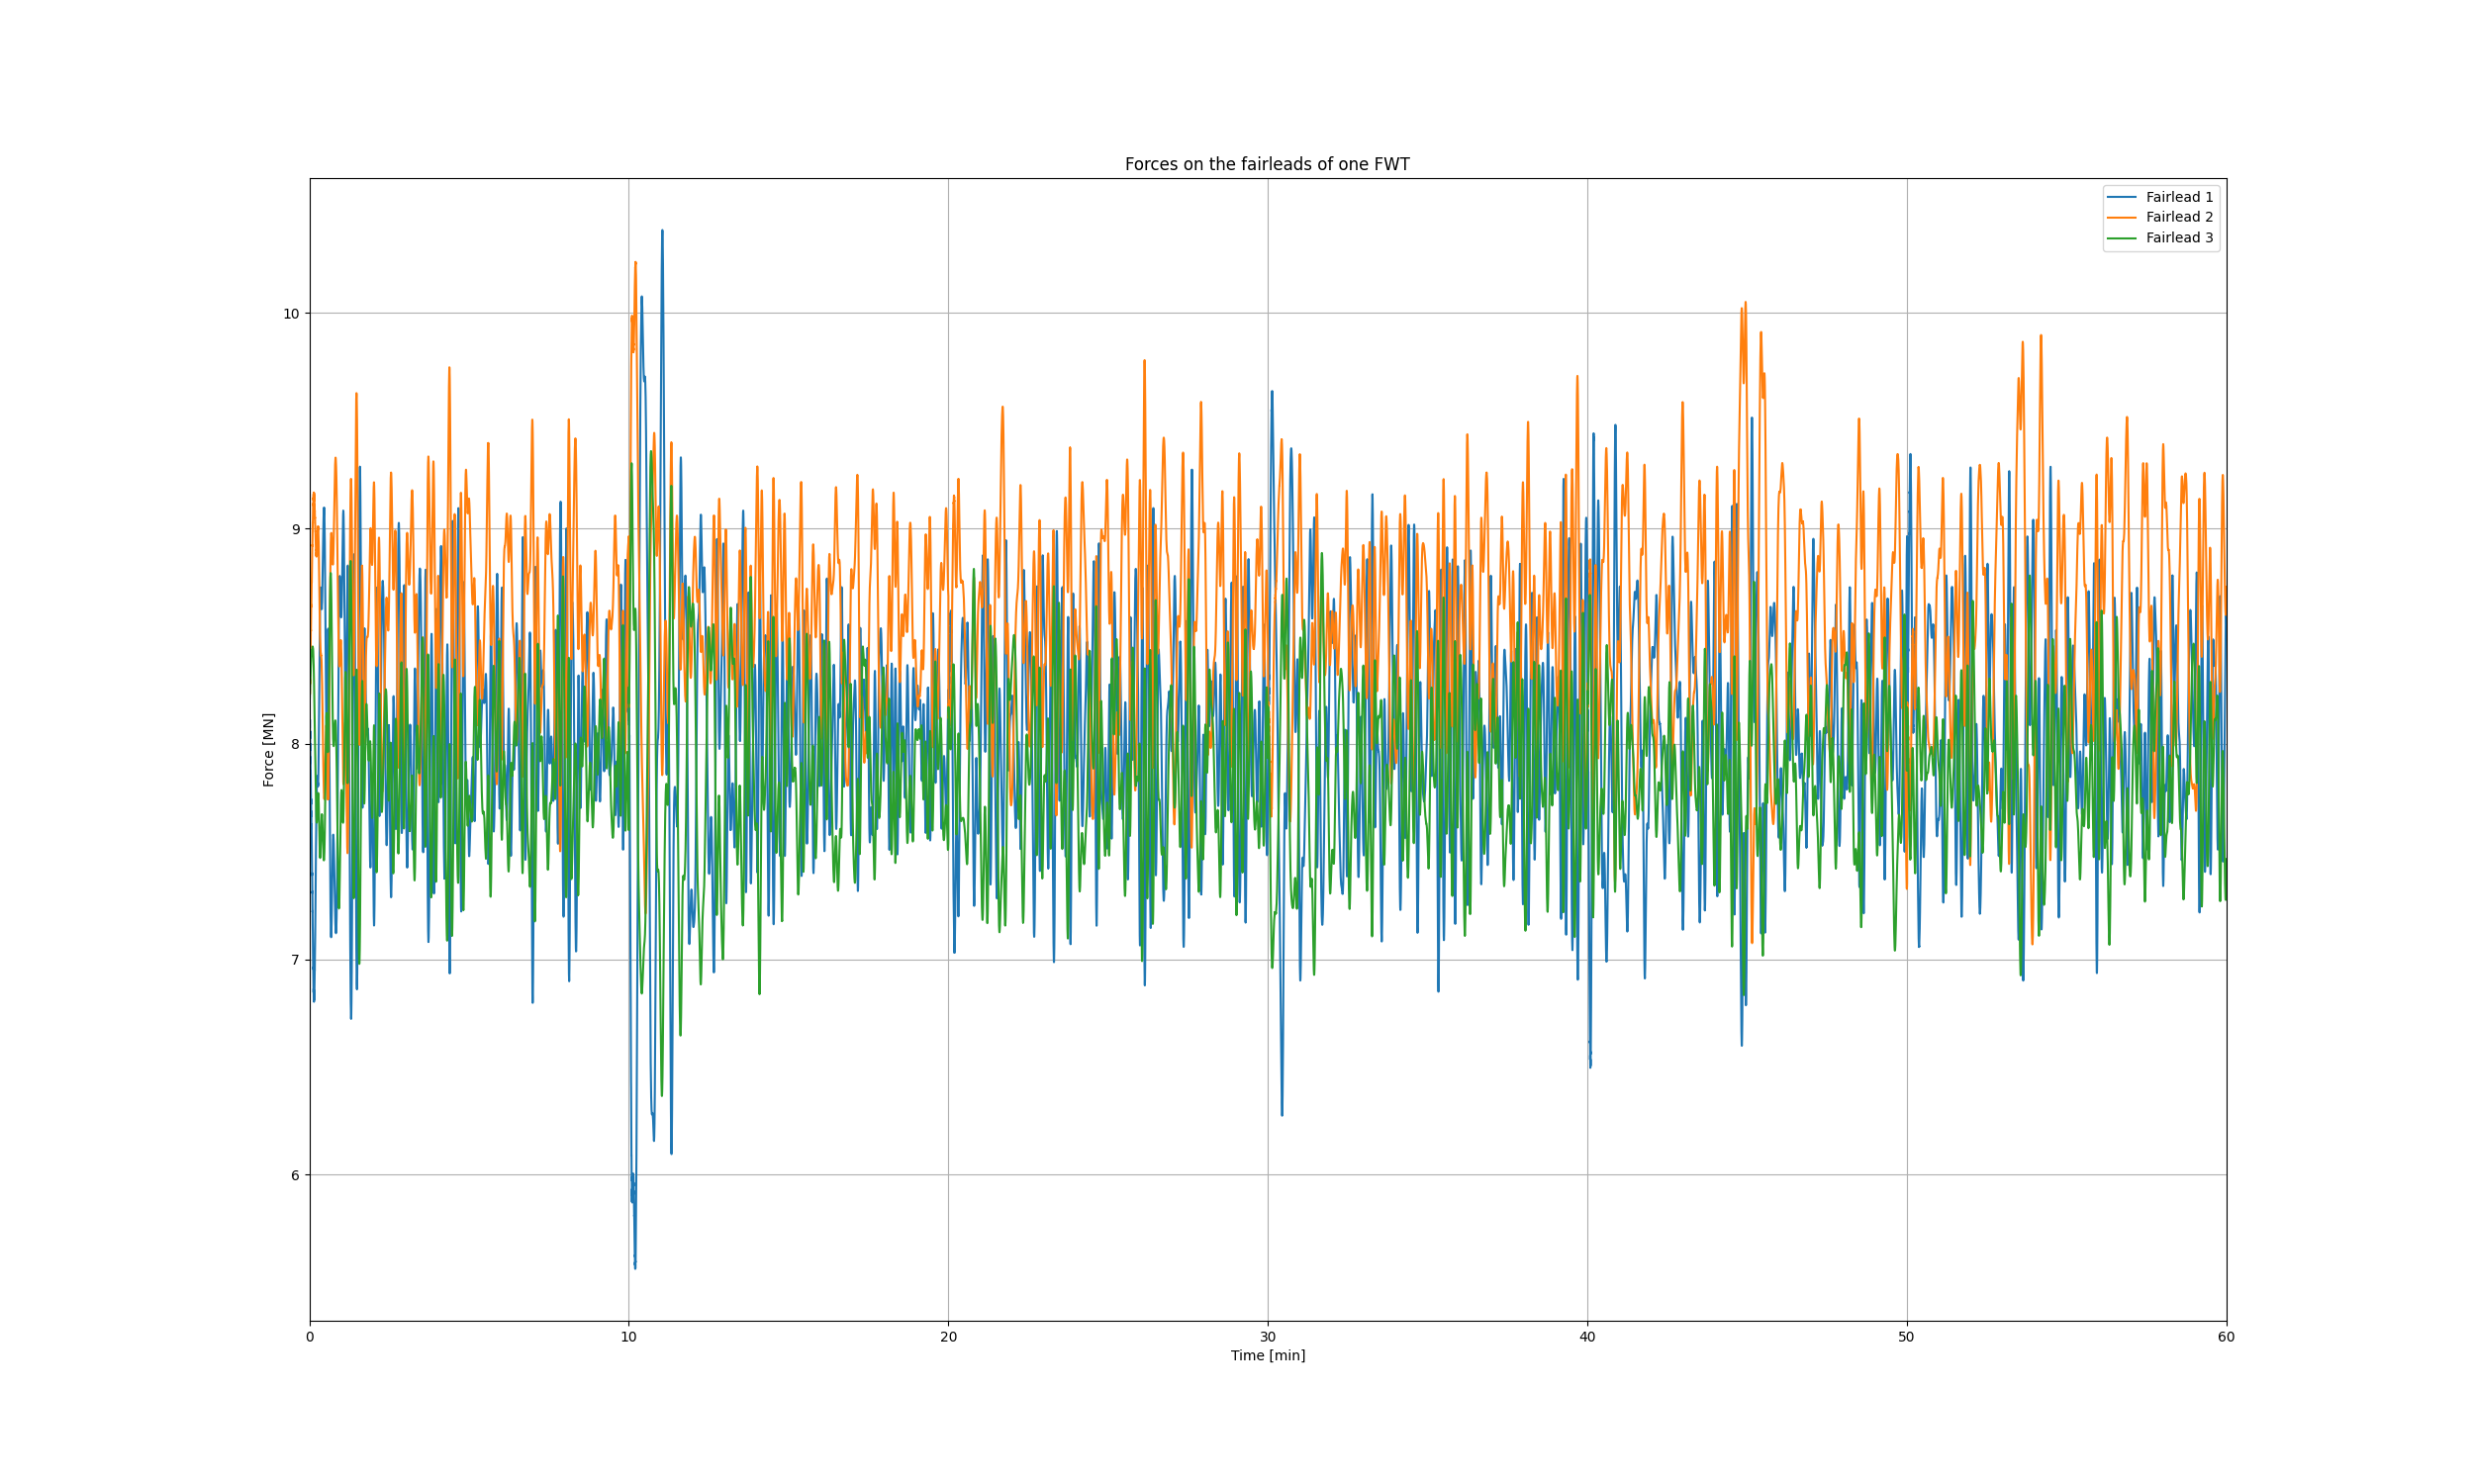 Forces on the fairleads of one FWT
Fairlead 1
Fairlead 2
Fairlead 3
Force [MN]
10
9
8
7
6
0 10 20 30 40 50 60
Time [min]